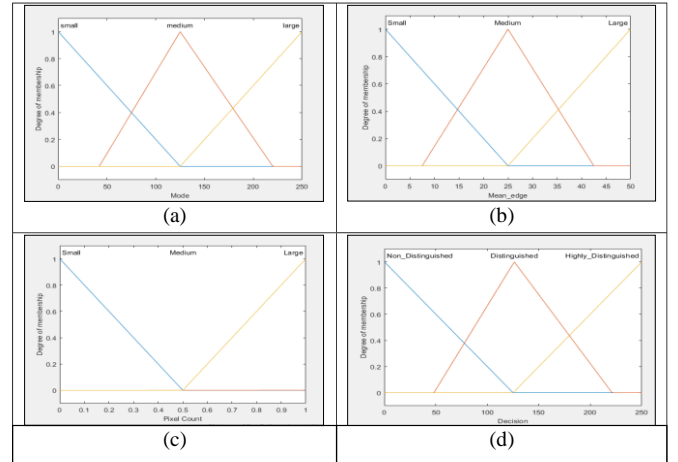 small medium large
1
0.8
0.6
0.4
0.2
0
Degree of membership
0 50 100 150 200 250
Mode
(a)
Small Medium Large
1
0.8
0.6
0.4
0.2
0
Degree of membership
0 5 10 15 20 25 30 35 40 45 50
Mean_edge
(b)
Small Medium Large
1
0.8
0.6
0.4
0.2
0
Degree of membership
0 0.1 0.2 0.3 0.4 0.5 0.6 0.7 0.8 0.9 1
Pixel Count
(c)
Non_Distinguished Distinguished Highly_Distinguished
1
0.8
0.6
0.4
0.2
0
Degree of membership
0 50 100 150 200 250
Decision
(d)